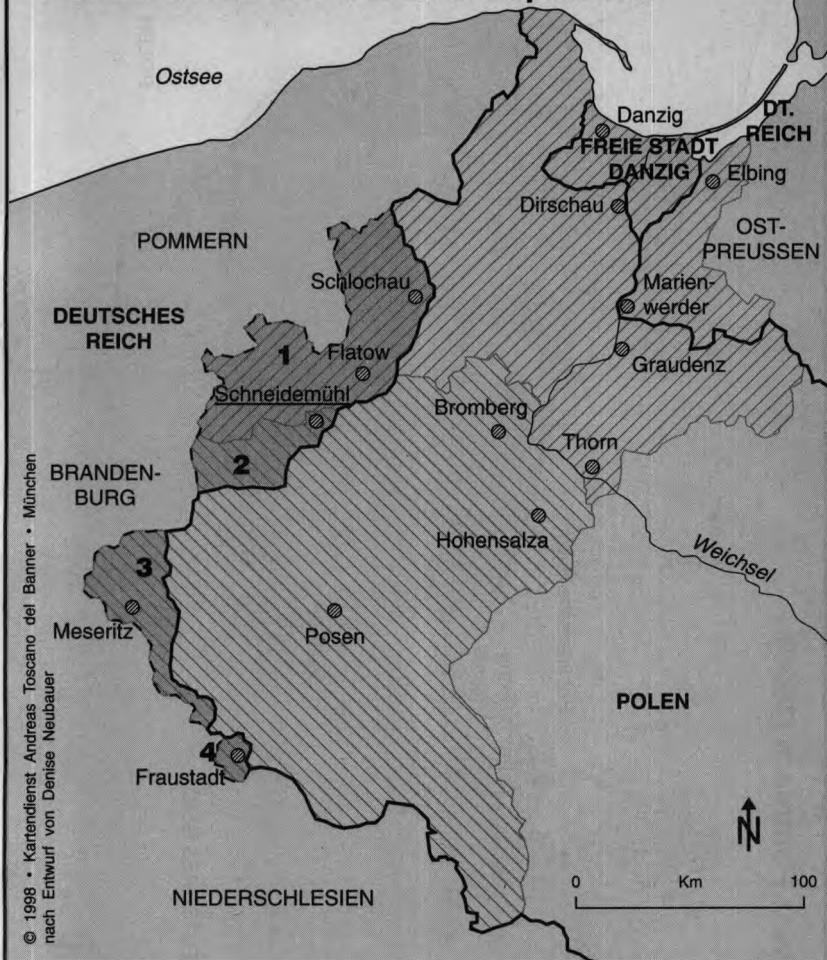 Ostsee
Danzig
DT.
REICH
FREIE STADT
DANZIG
Elbing
Dirschau
POMMERN
OST-
PREUSSEN
Schlochau
Marien-
werder
DEUTSCHES
REICH
1
Flatow
Graudenz
Schneidemühl
Bromberg
Thorn
2
BRANDEN-
BURG
Hohensalza
Weichsel
3
Meseritz
Posen
POLEN
4
Fraustadt
N
NIEDERSCHLESIEN
0 Km 100
© 1998 • Kartendienst Andreas Toscano del Banner • München
nach Entwurf von Denise Neubauer